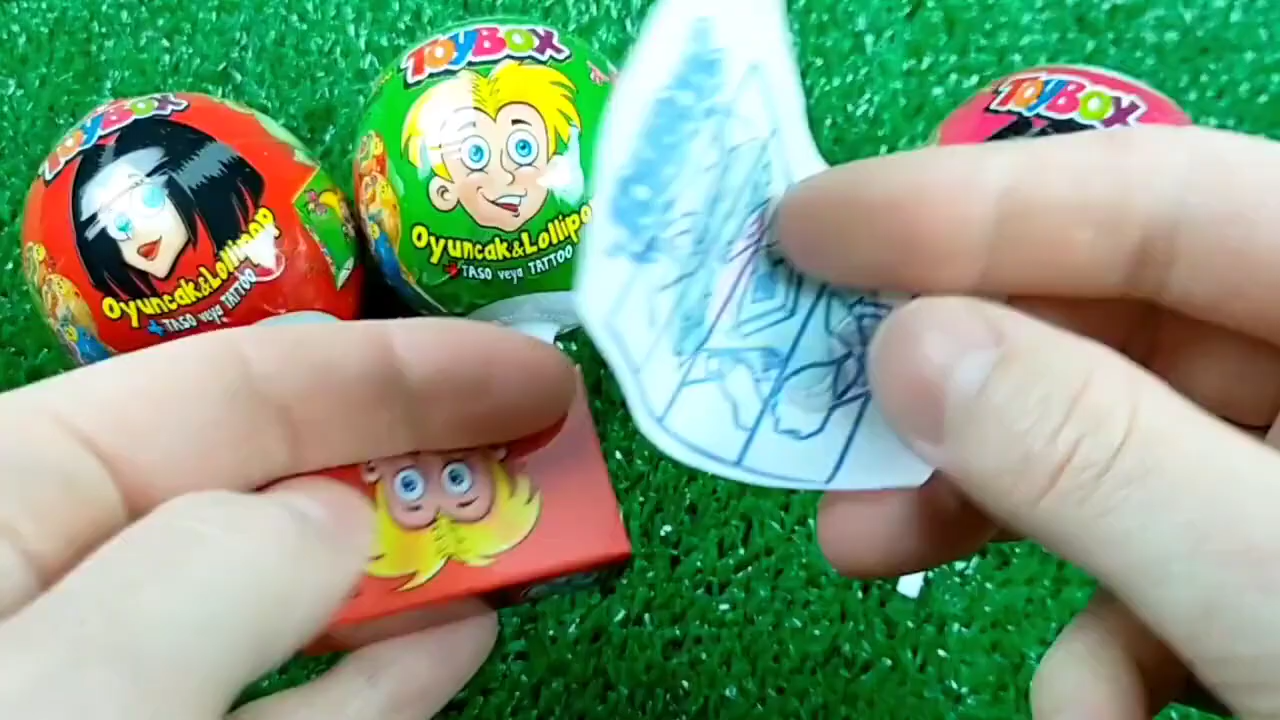 TOYBOX
Oyuncak&Lollipop
+ TASO veya TATTOO
TOYBOX
Oyuncak&Lollipo
+ TASO veya TATTOO
TOYBOX